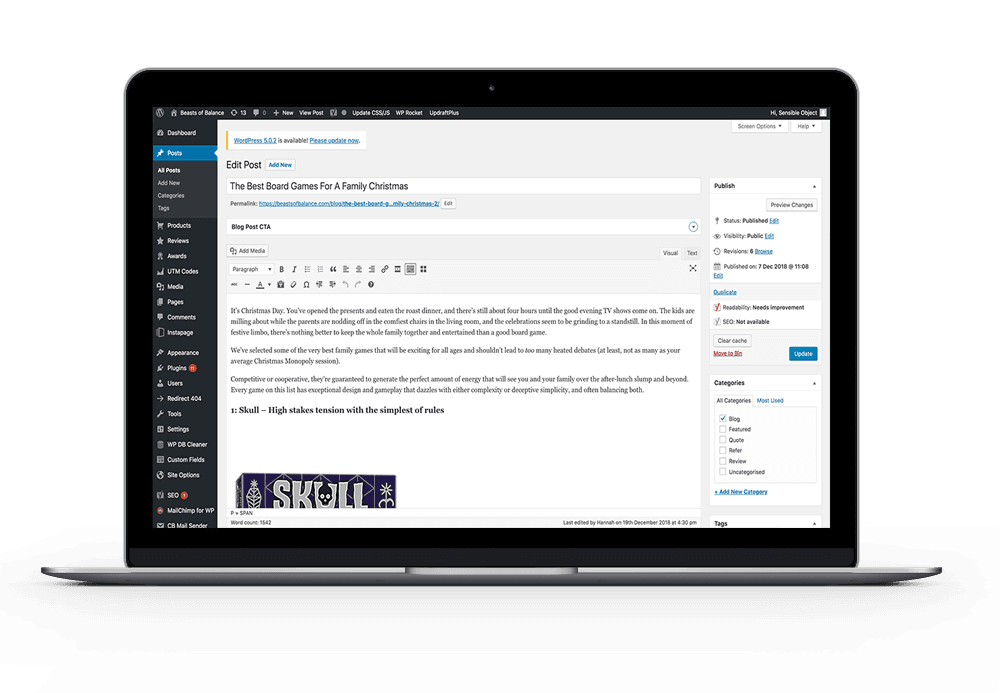 Beasts of Balance 13 0 + New View Post Update CSS/JS WP Rocket UpdraftPlus Hi, Sensible Object
Dashboard
Posts
All Posts
Add New
Categories
Tags
Products
Reviews
Awards
UTM Codes
Media
Pages
Comments
Instapage
Appearance
Plugins 11
Users
Redirect 404
Tools
Settings
WP DB Cleaner
Custom Fields
Site Options
SEO 1
MailChimp for WP
CB Mail Sender
Screen Options ▼ Help ▼
WordPress 5.0.2 is available! Please update now.
Edit Post Add New
The Best Board Games For A Family Christmas
Permalink: https://beastsofbalance.com/blog/the-best-board-g...mily-christmas-2/ Edit
Blog Post CTA
Add Media
Visual Text
Paragraph B I
It's Christmas Day. You've opened the presents and eaten the roast dinner, and there's still about four hours until the good evening TV shows come on. The kids are
milling about while the parents are nodding off in the comfiest chairs in the living room, and the celebrations seem to be grinding to a standstill. In this moment of
festive limbo, there's nothing better to keep the whole family together and entertained than a good board game.
We've selected some of the very best family games that will be exciting for all ages and shouldn't lead to too many heated debates (at least, not as many as your
average Christmas Monopoly session).
Competitive or cooperative, they're guaranteed to generate the perfect amount of energy that will see you and your family over the after-lunch slump and beyond.
Every game on this list has exceptional design and gameplay that dazzles with either complexity or deceptive simplicity, and often balancing both.
1: Skull – High stakes tension with the simplest of rules
SKULL
P » SPAN
Word count: 1542 Last edited by Hannah on 19th December 2018 at 4:30 pm
Publish
Preview Changes
Status: Published Edit
Visibility: Public Edit
Revisions: 6 Browse
Published on: 7 Dec 2018 @ 11:08
Edit
Duplicate
Readability: Needs improvement
SEO: Not available
Clear cache
Move to Bin Update
Categories
All Categories Most Used
Blog
Featured
Quote
Refer
Review
Uncategorised
+ Add New Category
Tags